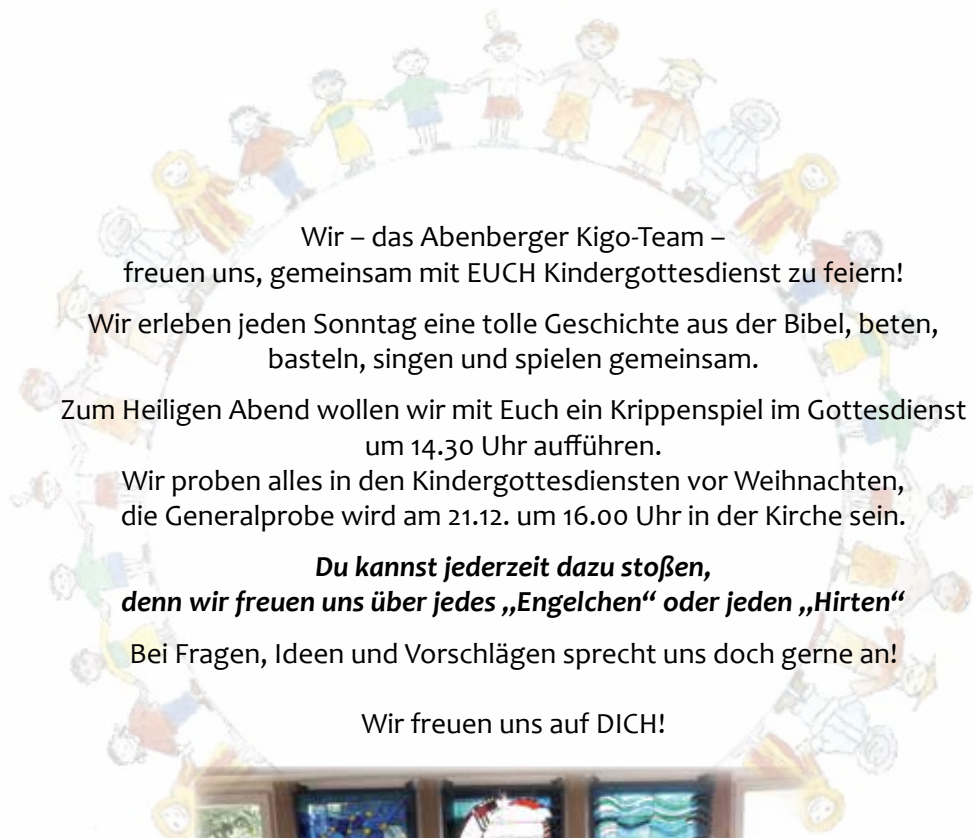 Wir – das Abenberger Kigo-Team –
freuen uns, gemeinsam mit EUCH Kindergottesdienst zu feiern!
Wir erleben jeden Sonntag eine tolle Geschichte aus der Bibel, beten,
basteln, singen und spielen gemeinsam.
Zum Heiligen Abend wollen wir mit Euch ein Krippenspiel im Gottesdienst
um 14.30 Uhr aufführen.
Wir proben alles in den Kindergottesdiensten vor Weihnachten,
die Generalprobe wird am 21.12. um 16.00 Uhr in der Kirche sein.
Du kannst jederzeit dazu stoßen,
denn wir freuen uns über jedes „Engelchen“ oder jeden „Hirten“
Bei Fragen, Ideen und Vorschlägen sprecht uns doch gerne an!
Wir freuen uns auf DICH!